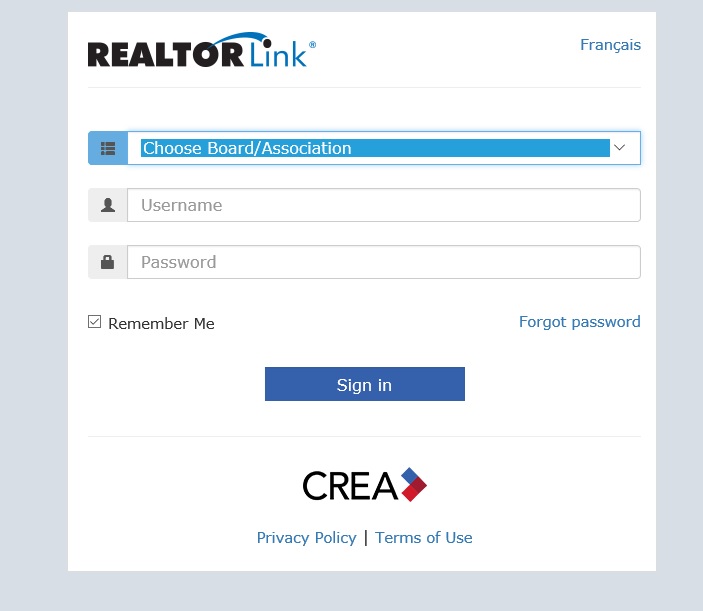 REALTOR Link®
Français
Choose Board/Association
Username
Password
Remember Me
Forgot password
Sign in
CREA
Privacy Policy | Terms of Use